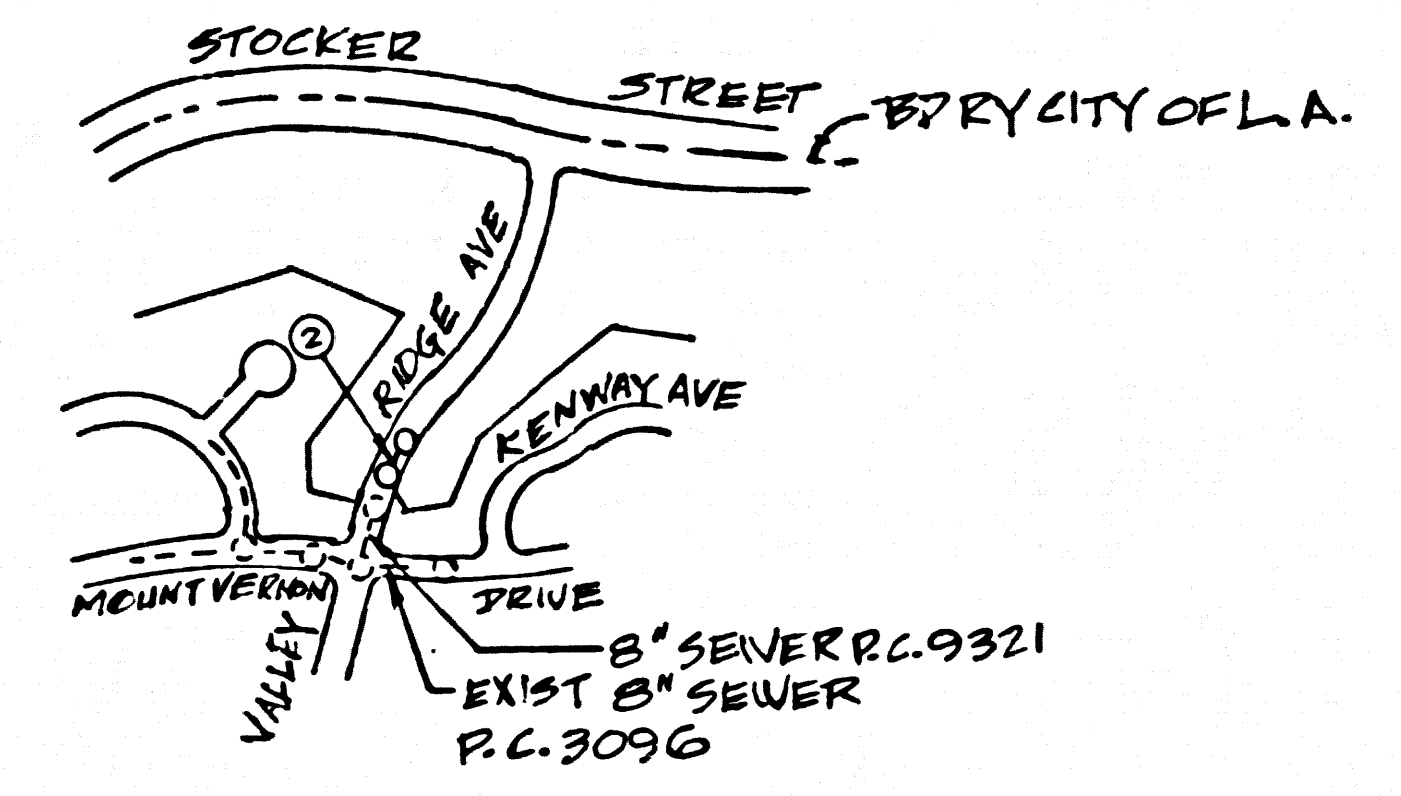 STOCKER STREET
BDRY CITY OF L.A.
RIDGE AVE
2
KENWAY AVE
MOUNT VERNON DRIVE
VALLEY
8" SEWER P.C. 9321
EXIST 8" SEWER
P.C. 3096